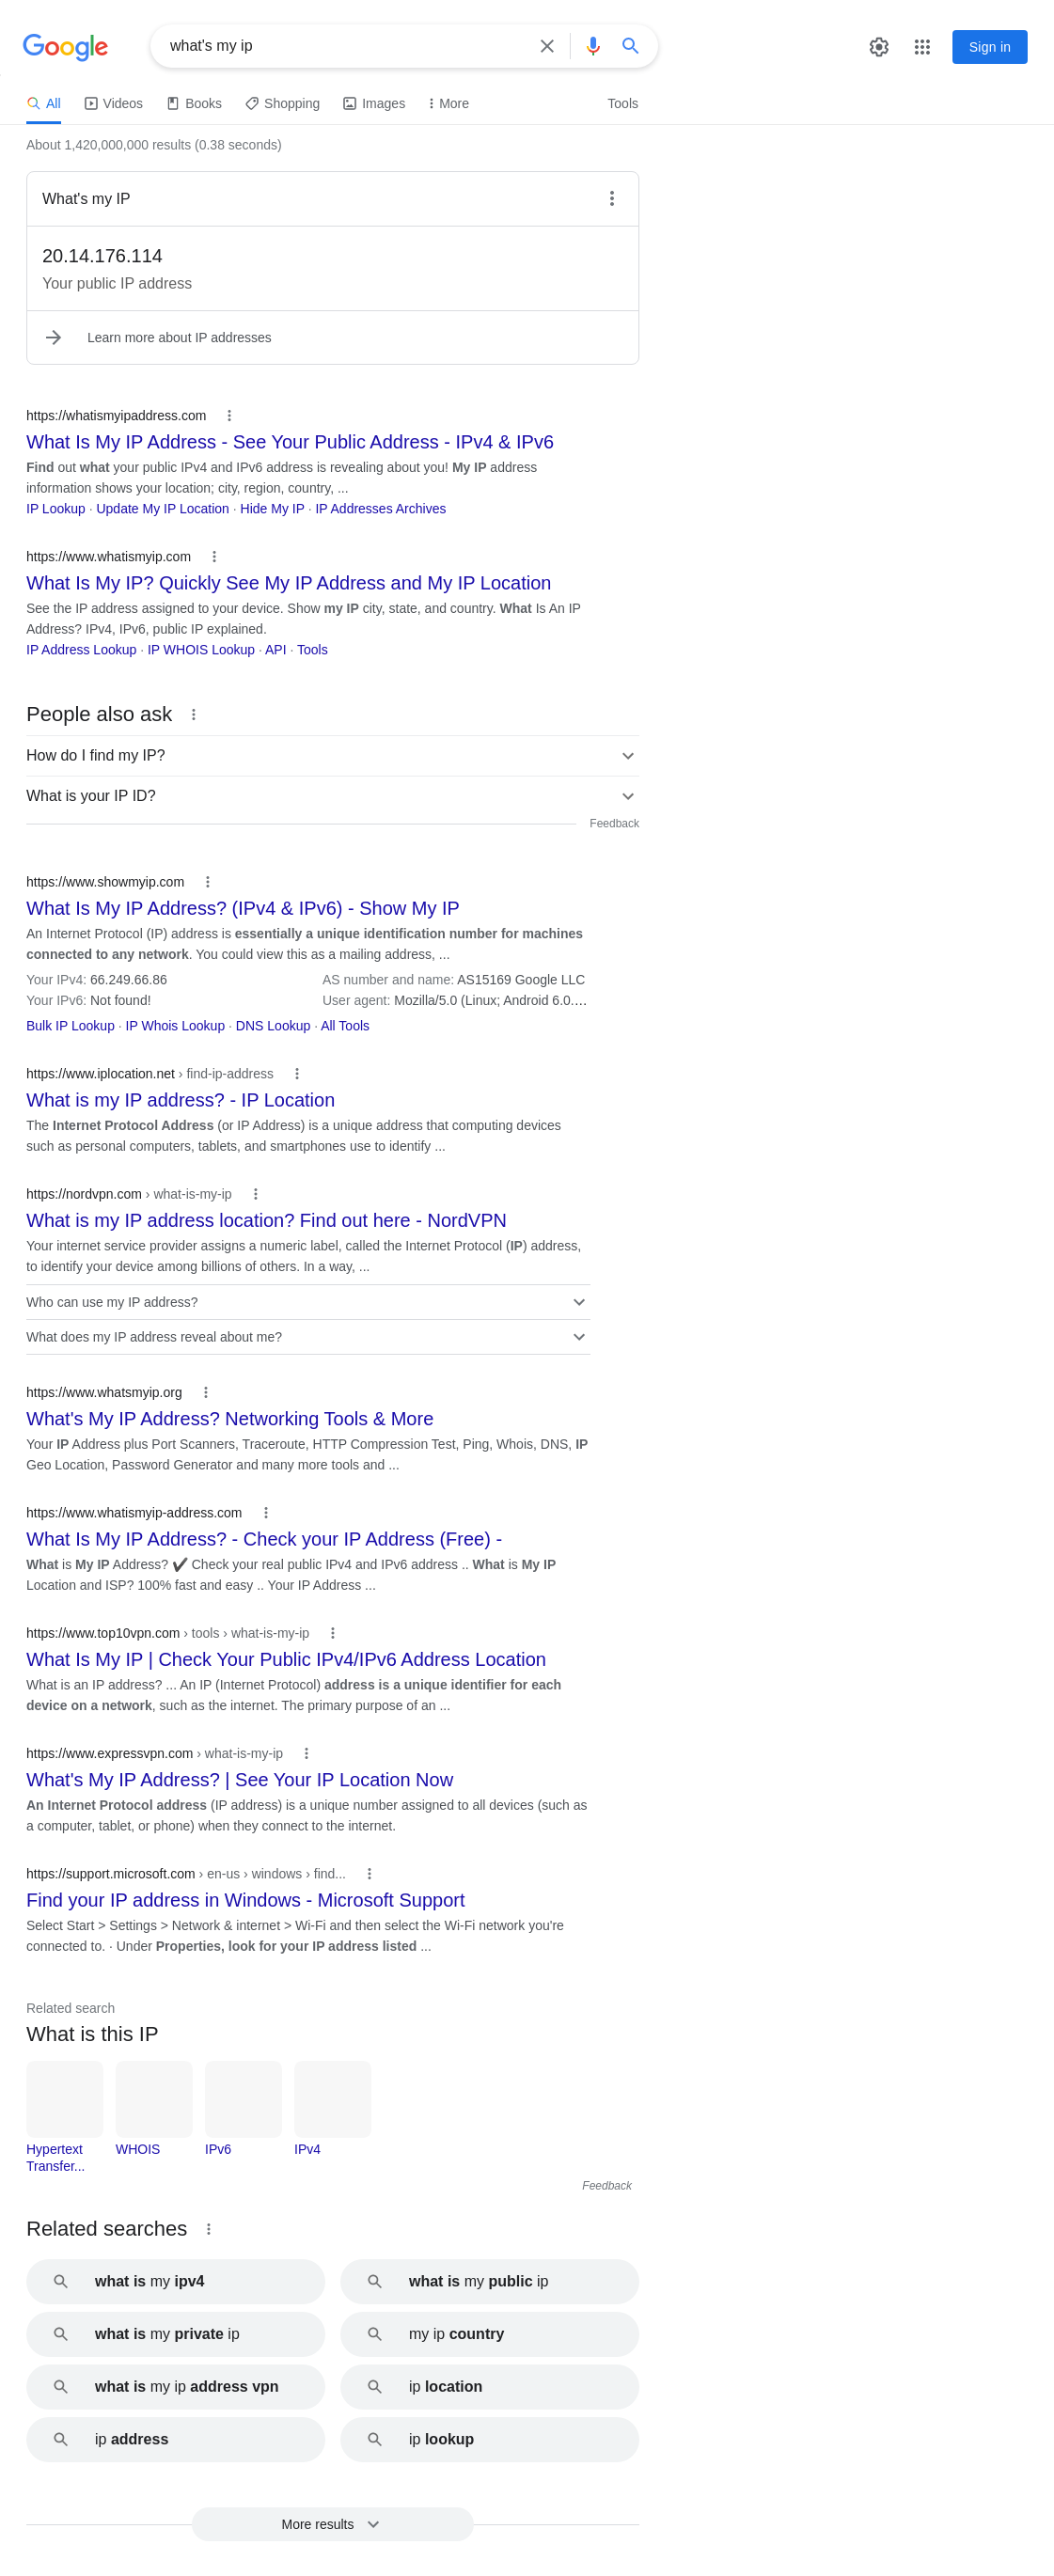 Google
what's my ip
Sign in
All
Videos
Books
Shopping
Images
More
Tools
About 1,420,000,000 results (0.38 seconds)
What's my IP
20.14.176.114
Your public IP address
Learn more about IP addresses
https://whatismyipaddress.com
What Is My IP Address - See Your Public Address - IPv4 & IPv6
Find out what your public IPv4 and IPv6 address is revealing about you! My IP address
information shows your location; city, region, country, ...
IP Lookup · Update My IP Location · Hide My IP · IP Addresses Archives
https://www.whatismyip.com
What Is My IP? Quickly See My IP Address and My IP Location
See the IP address assigned to your device. Show my IP city, state, and country. What Is An IP
Address? IPv4, IPv6, public IP explained.
IP Address Lookup · IP WHOIS Lookup · API · Tools
People also ask
How do I find my IP?
What is your IP ID?
Feedback
https://www.showmyip.com
What Is My IP Address? (IPv4 & IPv6) - Show My IP
An Internet Protocol (IP) address is essentially a unique identification number for machines
connected to any network. You could view this as a mailing address, ...
Your IPv4: 66.249.66.86
AS number and name: AS15169 Google LLC
Your IPv6: Not found!
User agent: Mozilla/5.0 (Linux; Android 6.0....
Bulk IP Lookup · IP Whois Lookup · DNS Lookup · All Tools
https://www.iplocation.net › find-ip-address
What is my IP address? - IP Location
The Internet Protocol Address (or IP Address) is a unique address that computing devices
such as personal computers, tablets, and smartphones use to identify ...
https://nordvpn.com › what-is-my-ip
What is my IP address location? Find out here - NordVPN
Your internet service provider assigns a numeric label, called the Internet Protocol (IP) address,
to identify your device among billions of others. In a way, ...
Who can use my IP address?
What does my IP address reveal about me?
https://www.whatsmyip.org
What's My IP Address? Networking Tools & More
Your IP Address plus Port Scanners, Traceroute, HTTP Compression Test, Ping, Whois, DNS, IP
Geo Location, Password Generator and many more tools and ...
https://www.whatismyip-address.com
What Is My IP Address? - Check your IP Address (Free) -
What is My IP Address? ✔ Check your real public IPv4 and IPv6 address .. What is My IP
Location and ISP? 100% fast and easy .. Your IP Address ...
https://www.top10vpn.com › tools › what-is-my-ip
What Is My IP | Check Your Public IPv4/IPv6 Address Location
What is an IP address? ... An IP (Internet Protocol) address is a unique identifier for each
device on a network, such as the internet. The primary purpose of an ...
https://www.expressvpn.com › what-is-my-ip
What's My IP Address? | See Your IP Location Now
An Internet Protocol address (IP address) is a unique number assigned to all devices (such as
a computer, tablet, or phone) when they connect to the internet.
https://support.microsoft.com › en-us › windows › find...
Find your IP address in Windows - Microsoft Support
Select Start > Settings > Network & internet > Wi-Fi and then select the Wi-Fi network you're
connected to. · Under Properties, look for your IP address listed ...
Related search
What is this IP
Hypertext
Transfer...
WHOIS
IPv6
IPv4
Feedback
Related searches
what is my ipv4
what is my public ip
what is my private ip
my ip country
what is my ip address vpn
ip location
ip address
ip lookup
More results